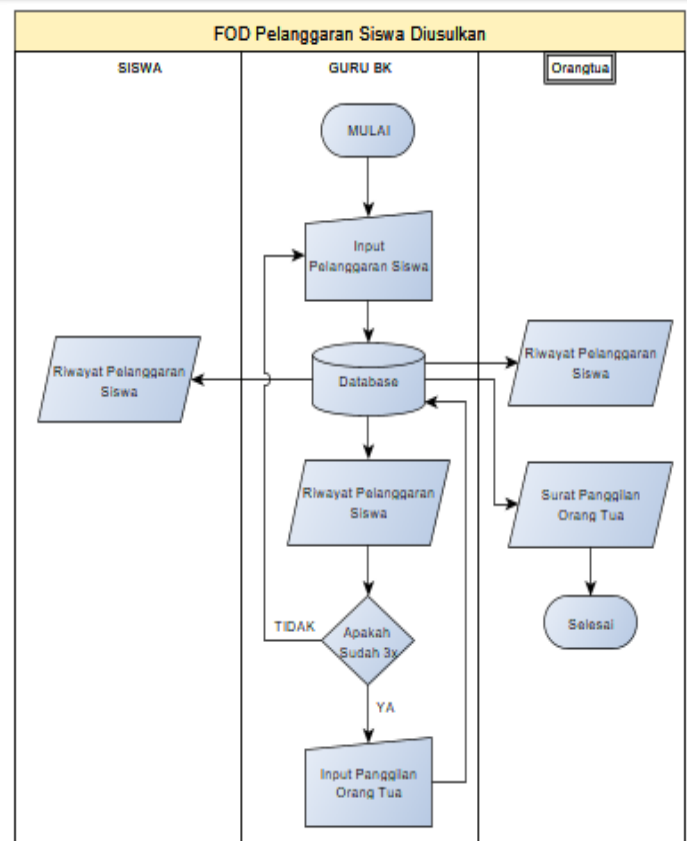 FOD Pelanggaran Siswa Diusulkan
SISWA
GURU BK
Orangtua
MULAI
Input
Pelanggaran Siswa
Riwayat Pelanggaran
Siswa
Database
Riwayat Pelanggaran
Siswa
Riwayat Pelanggaran
Siswa
Surat Panggilan
Orang Tua
TIDAK
Apakah
Sudah 3x
Selesai
YA
Input Panggilan
Orang Tua